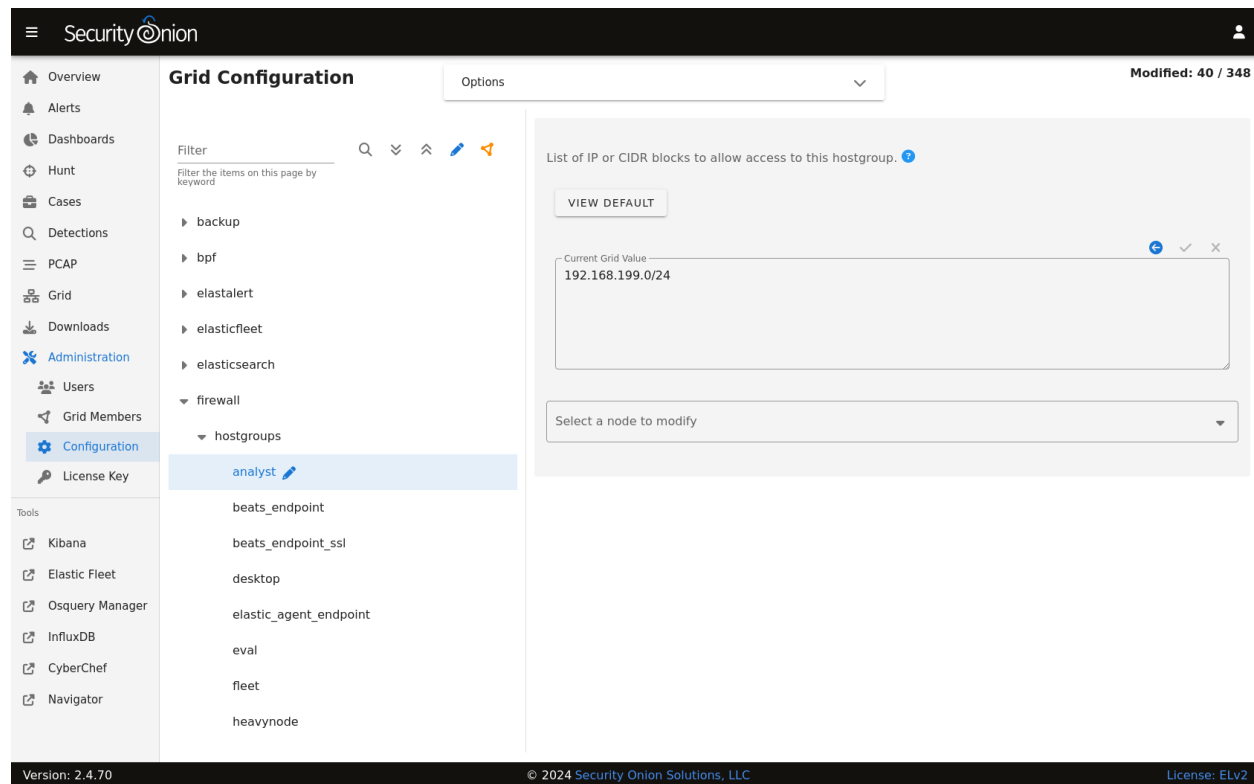 Security Onion
Overview
Alerts
Dashboards
Hunt
Cases
Detections
PCAP
Grid
Downloads
Administration
Users
Grid Members
Configuration
License Key
Tools
Kibana
Elastic Fleet
Osquery Manager
InfluxDB
CyberChef
Navigator
Grid Configuration
Options
Modified: 40 / 348
Filter
Filter the items on this page by
keyword
backup
bpf
elastalert
elasticfleet
elasticsearch
firewall
hostgroups
analyst
beats_endpoint
beats_endpoint_ssl
desktop
elastic_agent_endpoint
eval
fleet
heavynode
List of IP or CIDR blocks to allow access to this hostgroup. ?
VIEW DEFAULT
Current Grid Value
192.168.199.0/24
Select a node to modify
Version: 2.4.70
© 2024 Security Onion Solutions, LLC
License: ELv2